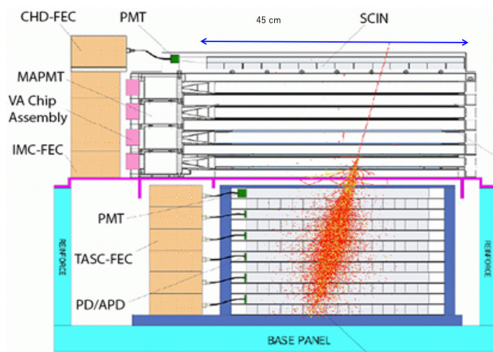 CHD-FEC
PMT
45 cm
SCIN
MAPMT
VA Chip
Assembly
IMC-FEC
PMT
TASC-FEC
PD/APD
REINFORCE
REINFORCE
BASE PANEL